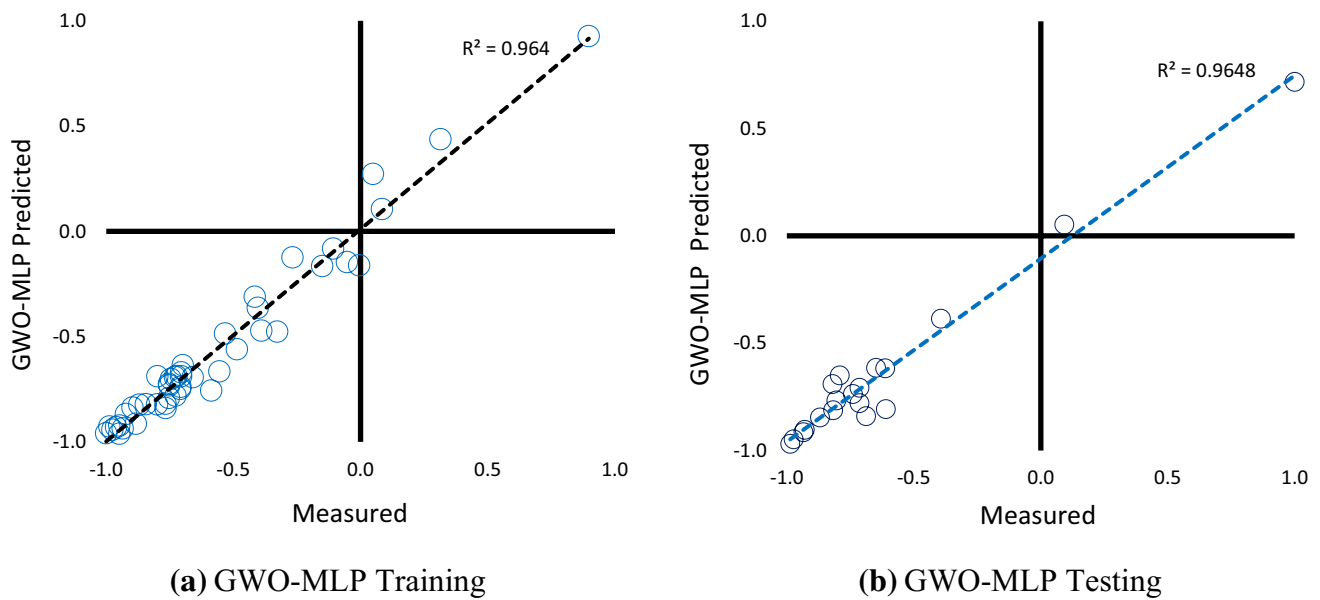 1.0
R² = 0.964
0.5
0.0
-0.5
-1.0
GWO-MLP Predicted
-1.0 -0.5 0.0 0.5 1.0
Measured
(a) GWO-MLP Training
1.0
R² = 0.9648
0.5
0.0
-0.5
-1.0
GWO-MLP Predicted
-1.0 -0.5 0.0 0.5 1.0
Measured
(b) GWO-MLP Testing